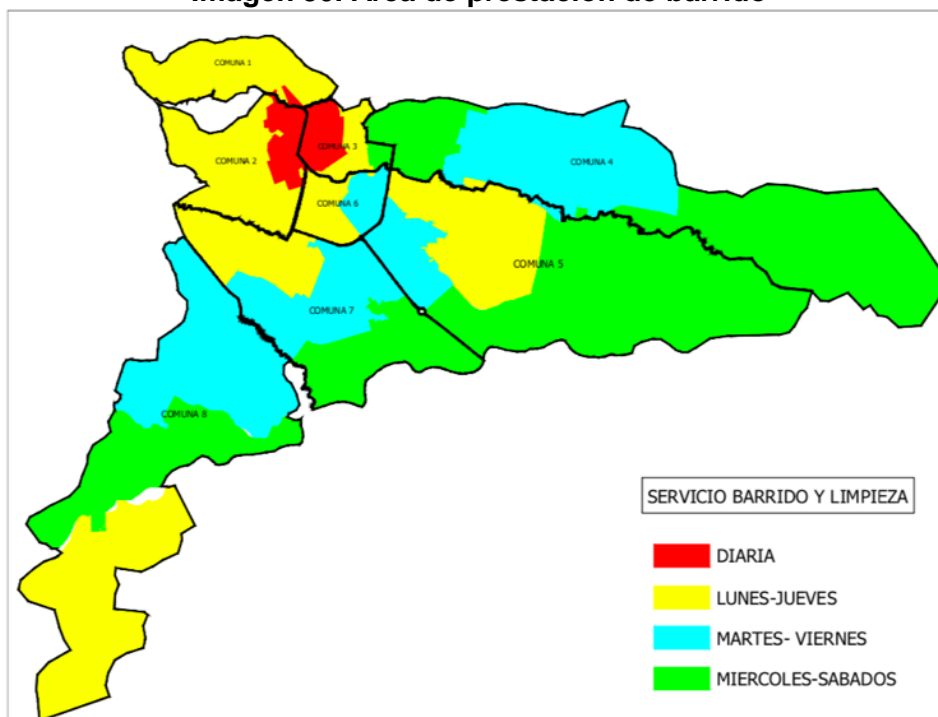 COMUNA 1
COMUNA 2
COMUNA 3
COMUNA 4
COMUNA 6
COMUNA 5
COMUNA 7
COMUNA 8
SERVICIO BARRIDO Y LIMPIEZA
DIARIA
LUNES-JUEVES
MARTES- VIERNES
MIERCOLES-SABADOS